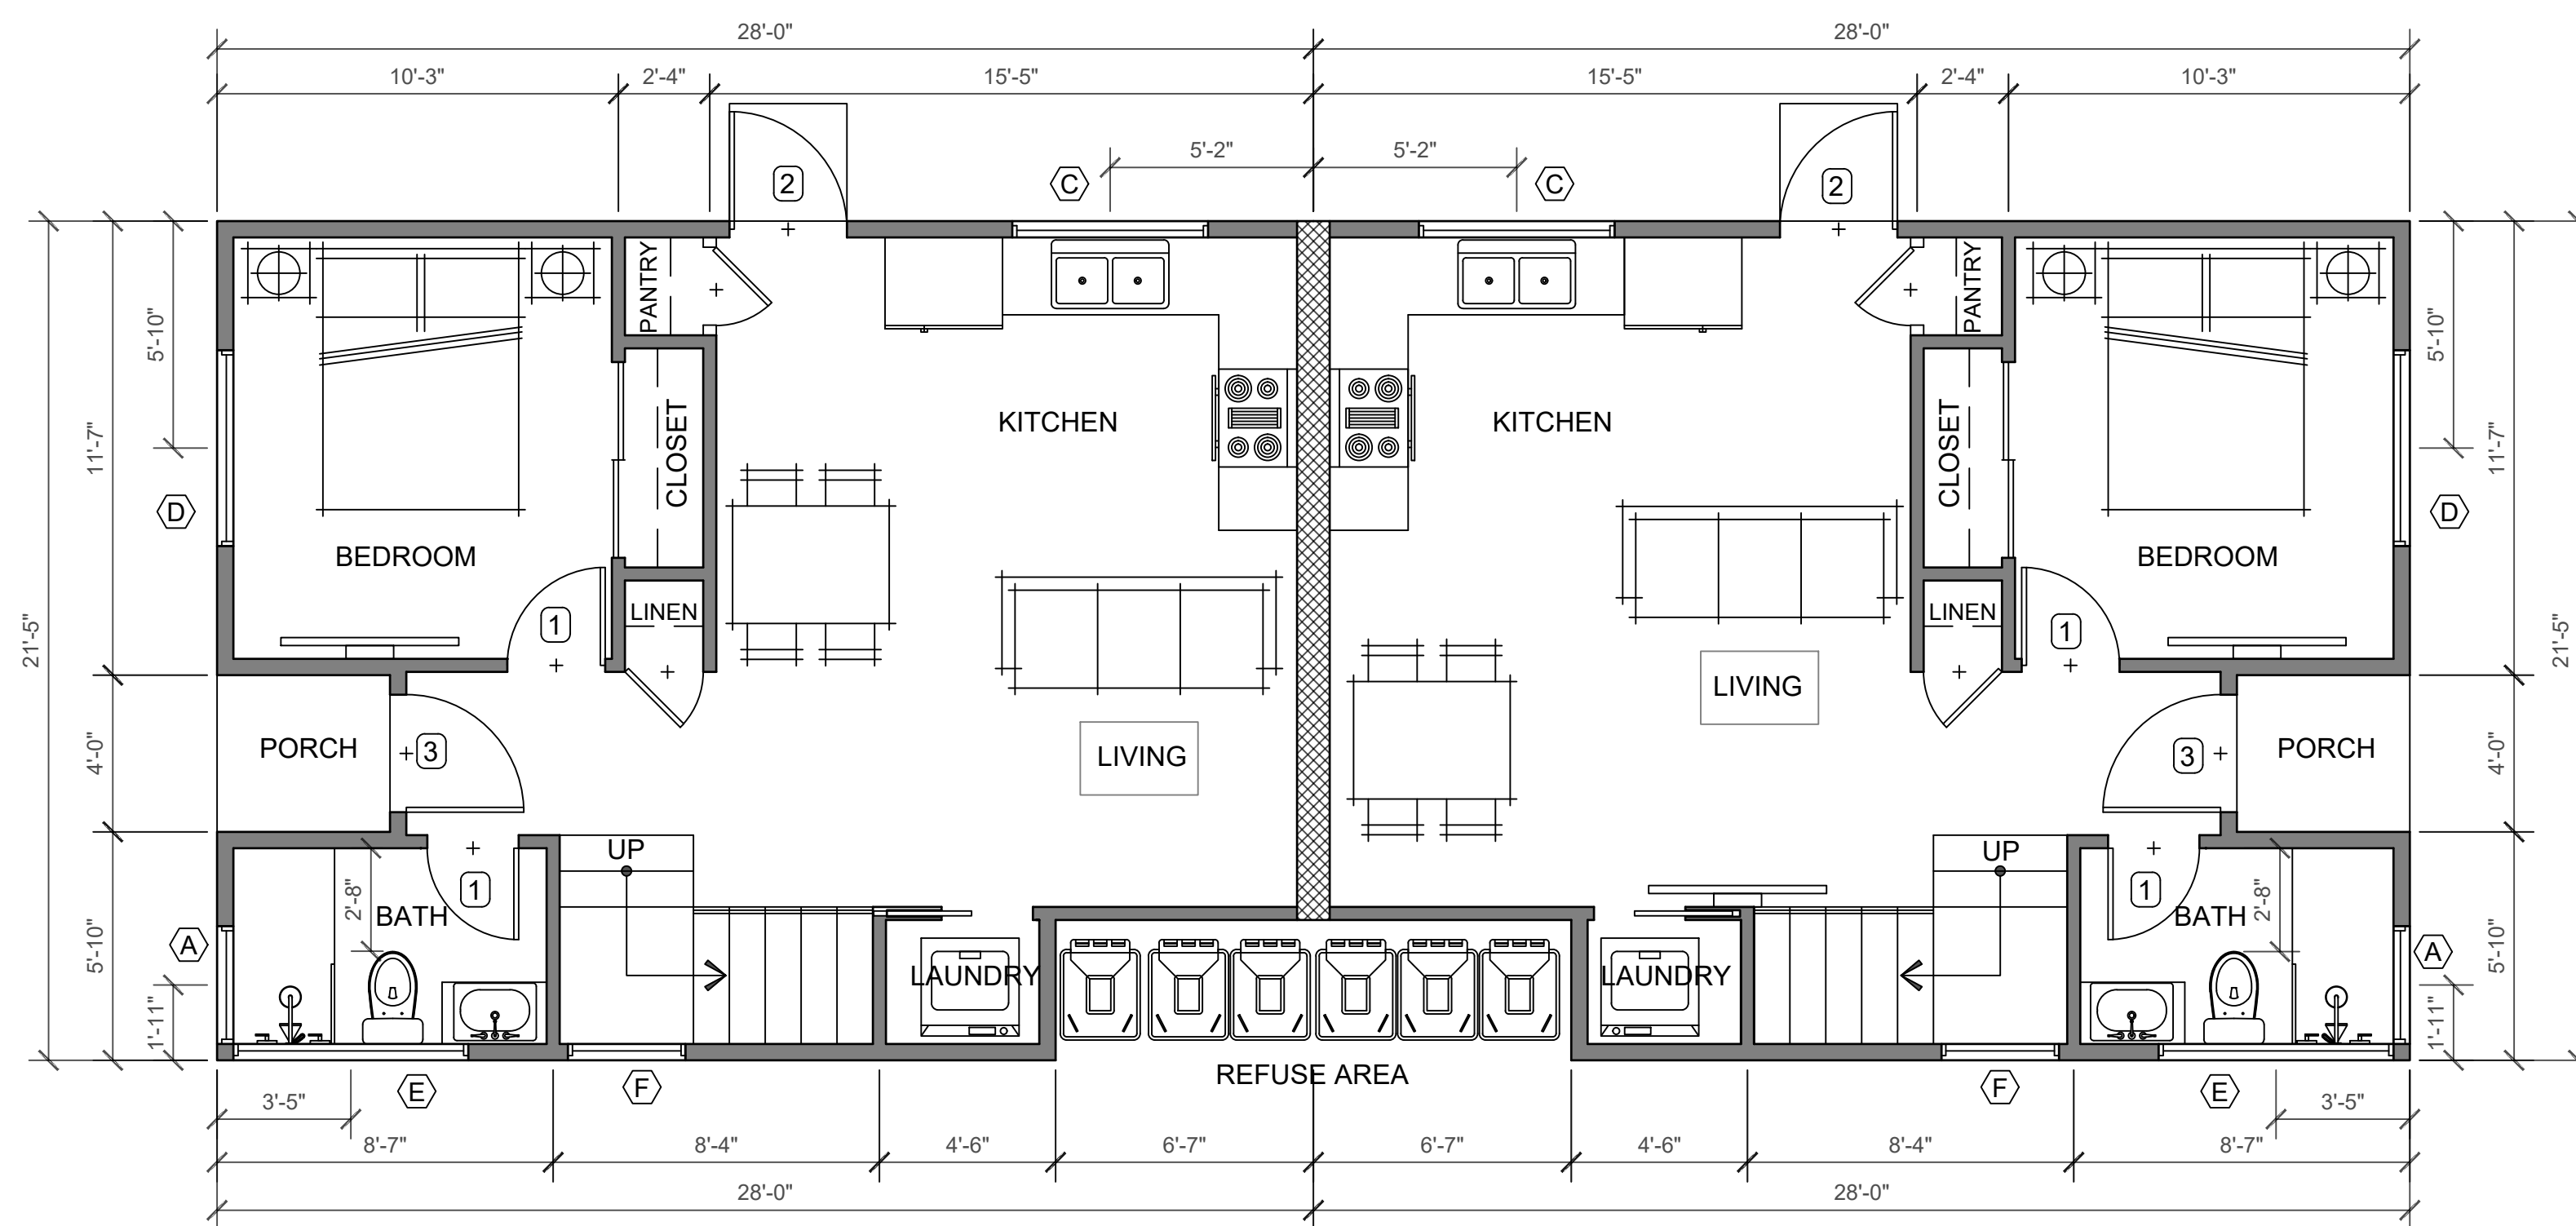 28'-0" 28'-0"
10'-3" 2'-4" 15'-5" 15'-5" 2'-4" 10'-3"
5'-2" 5'-2"
2 C C 2
PANTRY PANTRY
5'-10" 5'-10"
11'-7" 11'-7"
KITCHEN KITCHEN
CLOSET CLOSET
D D
BEDROOM BEDROOM
LINEN LINEN
1 1
21'-5" 21'-5"
LIVING
PORCH 3 LIVING 3 PORCH
4'-0" 4'-0"
UP UP
1 1
2'-8" BATH BATH 2'-8"
A A
5'-10" 5'-10"
LAUNDRY LAUNDRY
1'-11" 1'-11"
REFUSE AREA
E F F E
3'-5" 3'-5"
8'-7" 8'-4" 4'-6" 6'-7" 6'-7" 4'-6" 8'-4" 8'-7"
28'-0" 28'-0"